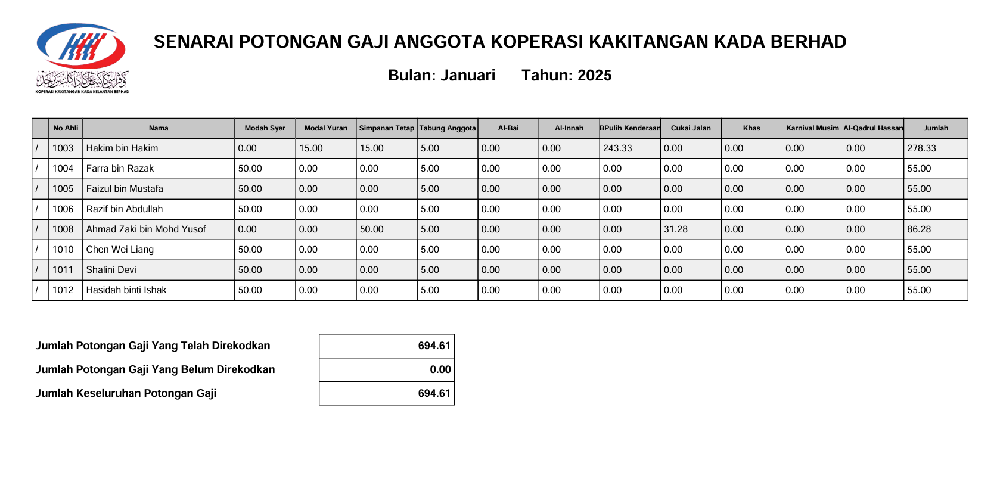 SENARAI POTONGAN GAJI ANGGOTA KOPERASI KAKITANGAN KADA BERHAD
Bulan: Januari Tahun: 2025
KOPERASI KAKITANGAN KADA KELANTAN BERHAD
No Ahli Nama Modah Syer Modal Yuran Simpanan Tetap Tabung Anggota Al-Bai Al-Innah BPulih Kenderaan Cukai Jalan Khas Karnival Musim Al-Qadrul Hassan Jumlah
/ 1003 Hakim bin Hakim 0.00 15.00 15.00 5.00 0.00 0.00 243.33 0.00 0.00 0.00 0.00 278.33
/ 1004 Farra bin Razak 50.00 0.00 0.00 5.00 0.00 0.00 0.00 0.00 0.00 0.00 0.00 55.00
/ 1005 Faizul bin Mustafa 50.00 0.00 0.00 5.00 0.00 0.00 0.00 0.00 0.00 0.00 0.00 55.00
/ 1006 Razif bin Abdullah 50.00 0.00 0.00 5.00 0.00 0.00 0.00 0.00 0.00 0.00 0.00 55.00
/ 1008 Ahmad Zaki bin Mohd Yusof 0.00 0.00 50.00 5.00 0.00 0.00 0.00 31.28 0.00 0.00 0.00 86.28
/ 1010 Chen Wei Liang 50.00 0.00 0.00 5.00 0.00 0.00 0.00 0.00 0.00 0.00 0.00 55.00
/ 1011 Shalini Devi 50.00 0.00 0.00 5.00 0.00 0.00 0.00 0.00 0.00 0.00 0.00 55.00
/ 1012 Hasidah binti Ishak 50.00 0.00 0.00 5.00 0.00 0.00 0.00 0.00 0.00 0.00 0.00 55.00
Jumlah Potongan Gaji Yang Telah Direkodkan 694.61
Jumlah Potongan Gaji Yang Belum Direkodkan 0.00
Jumlah Keseluruhan Potongan Gaji 694.61